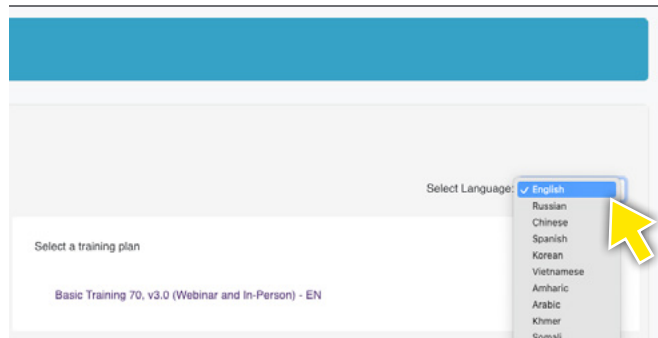 Select Language: ✓ English
Russian
Chinese
Spanish
Korean
Vietnamese
Amharic
Arabic
Khmer
Somali
Select a training plan
Basic Training 70, v3.0 (Webinar and In-Person) - EN